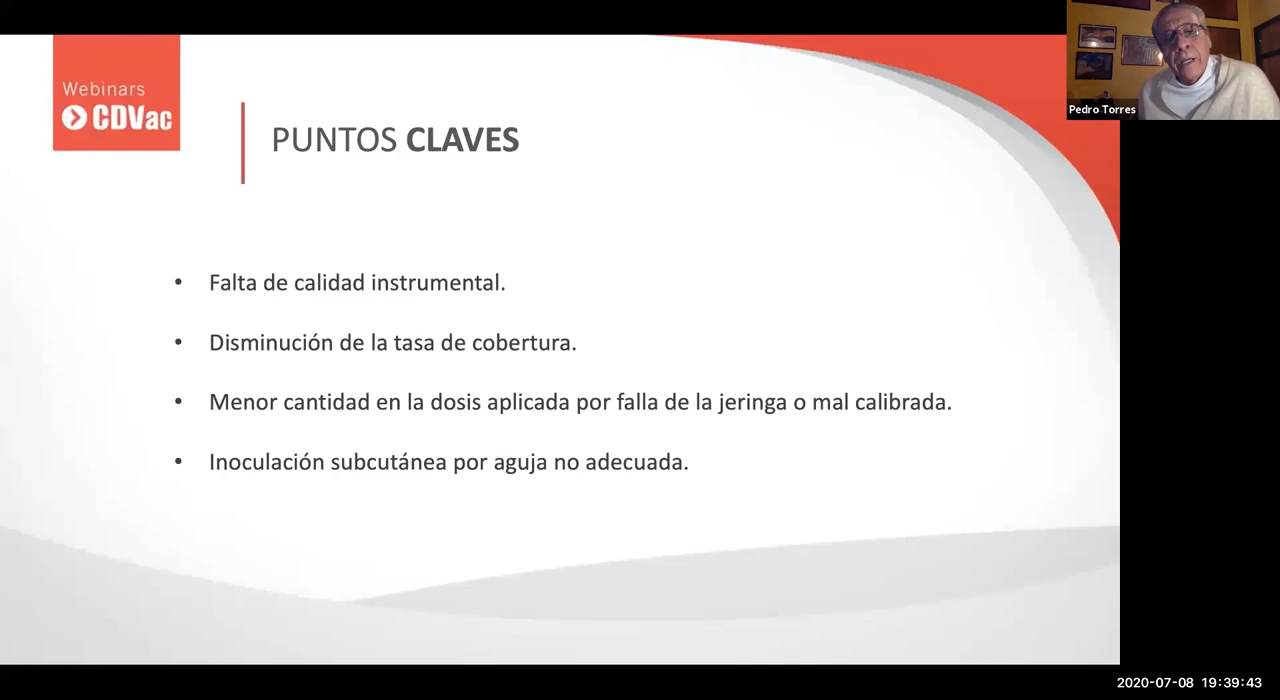 Webinars
CDVac
PUNTOS CLAVES
• Falta de calidad instrumental.
• Disminución de la tasa de cobertura.
• Menor cantidad en la dosis aplicada por falla de la jeringa o mal calibrada.
• Inoculación subcutánea por aguja no adecuada.
Pedro Torres
2020-07-08 19:39:43